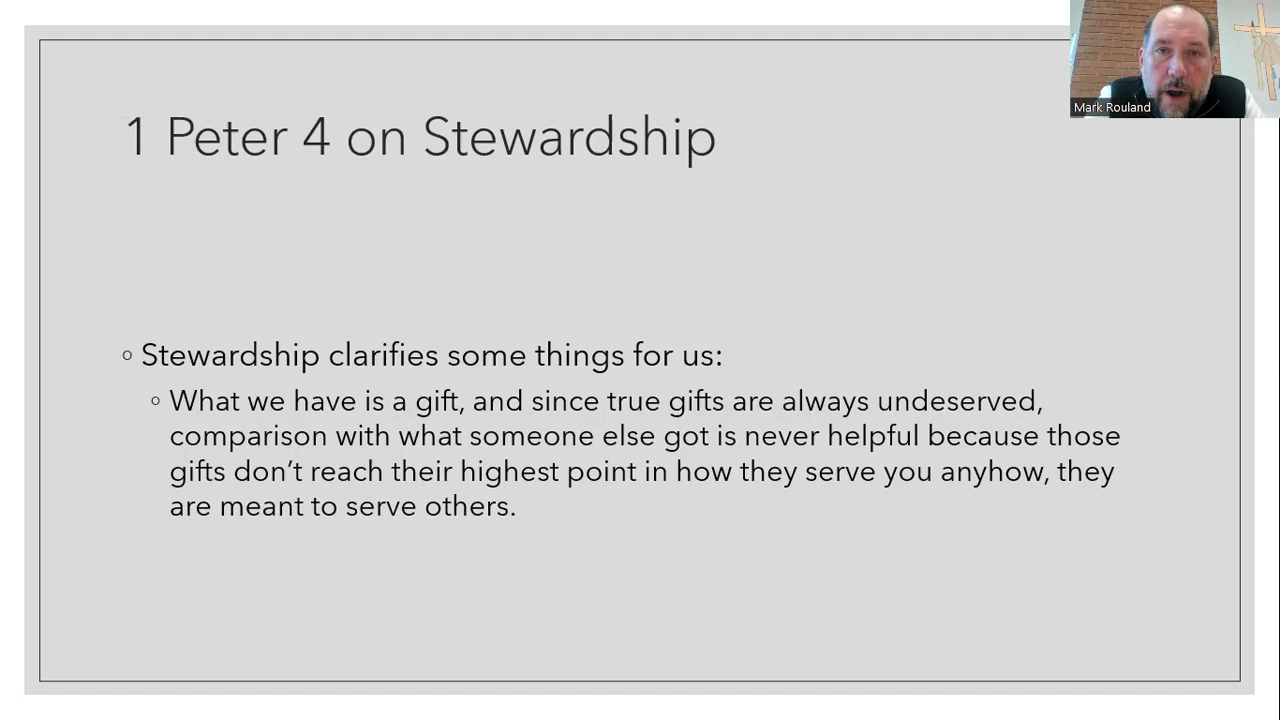 Mark Rouland
1 Peter 4 on Stewardship
◦ Stewardship clarifies some things for us:
◦ What we have is a gift, and since true gifts are always undeserved,
comparison with what someone else got is never helpful because those
gifts don’t reach their highest point in how they serve you anyhow, they
are meant to serve others.